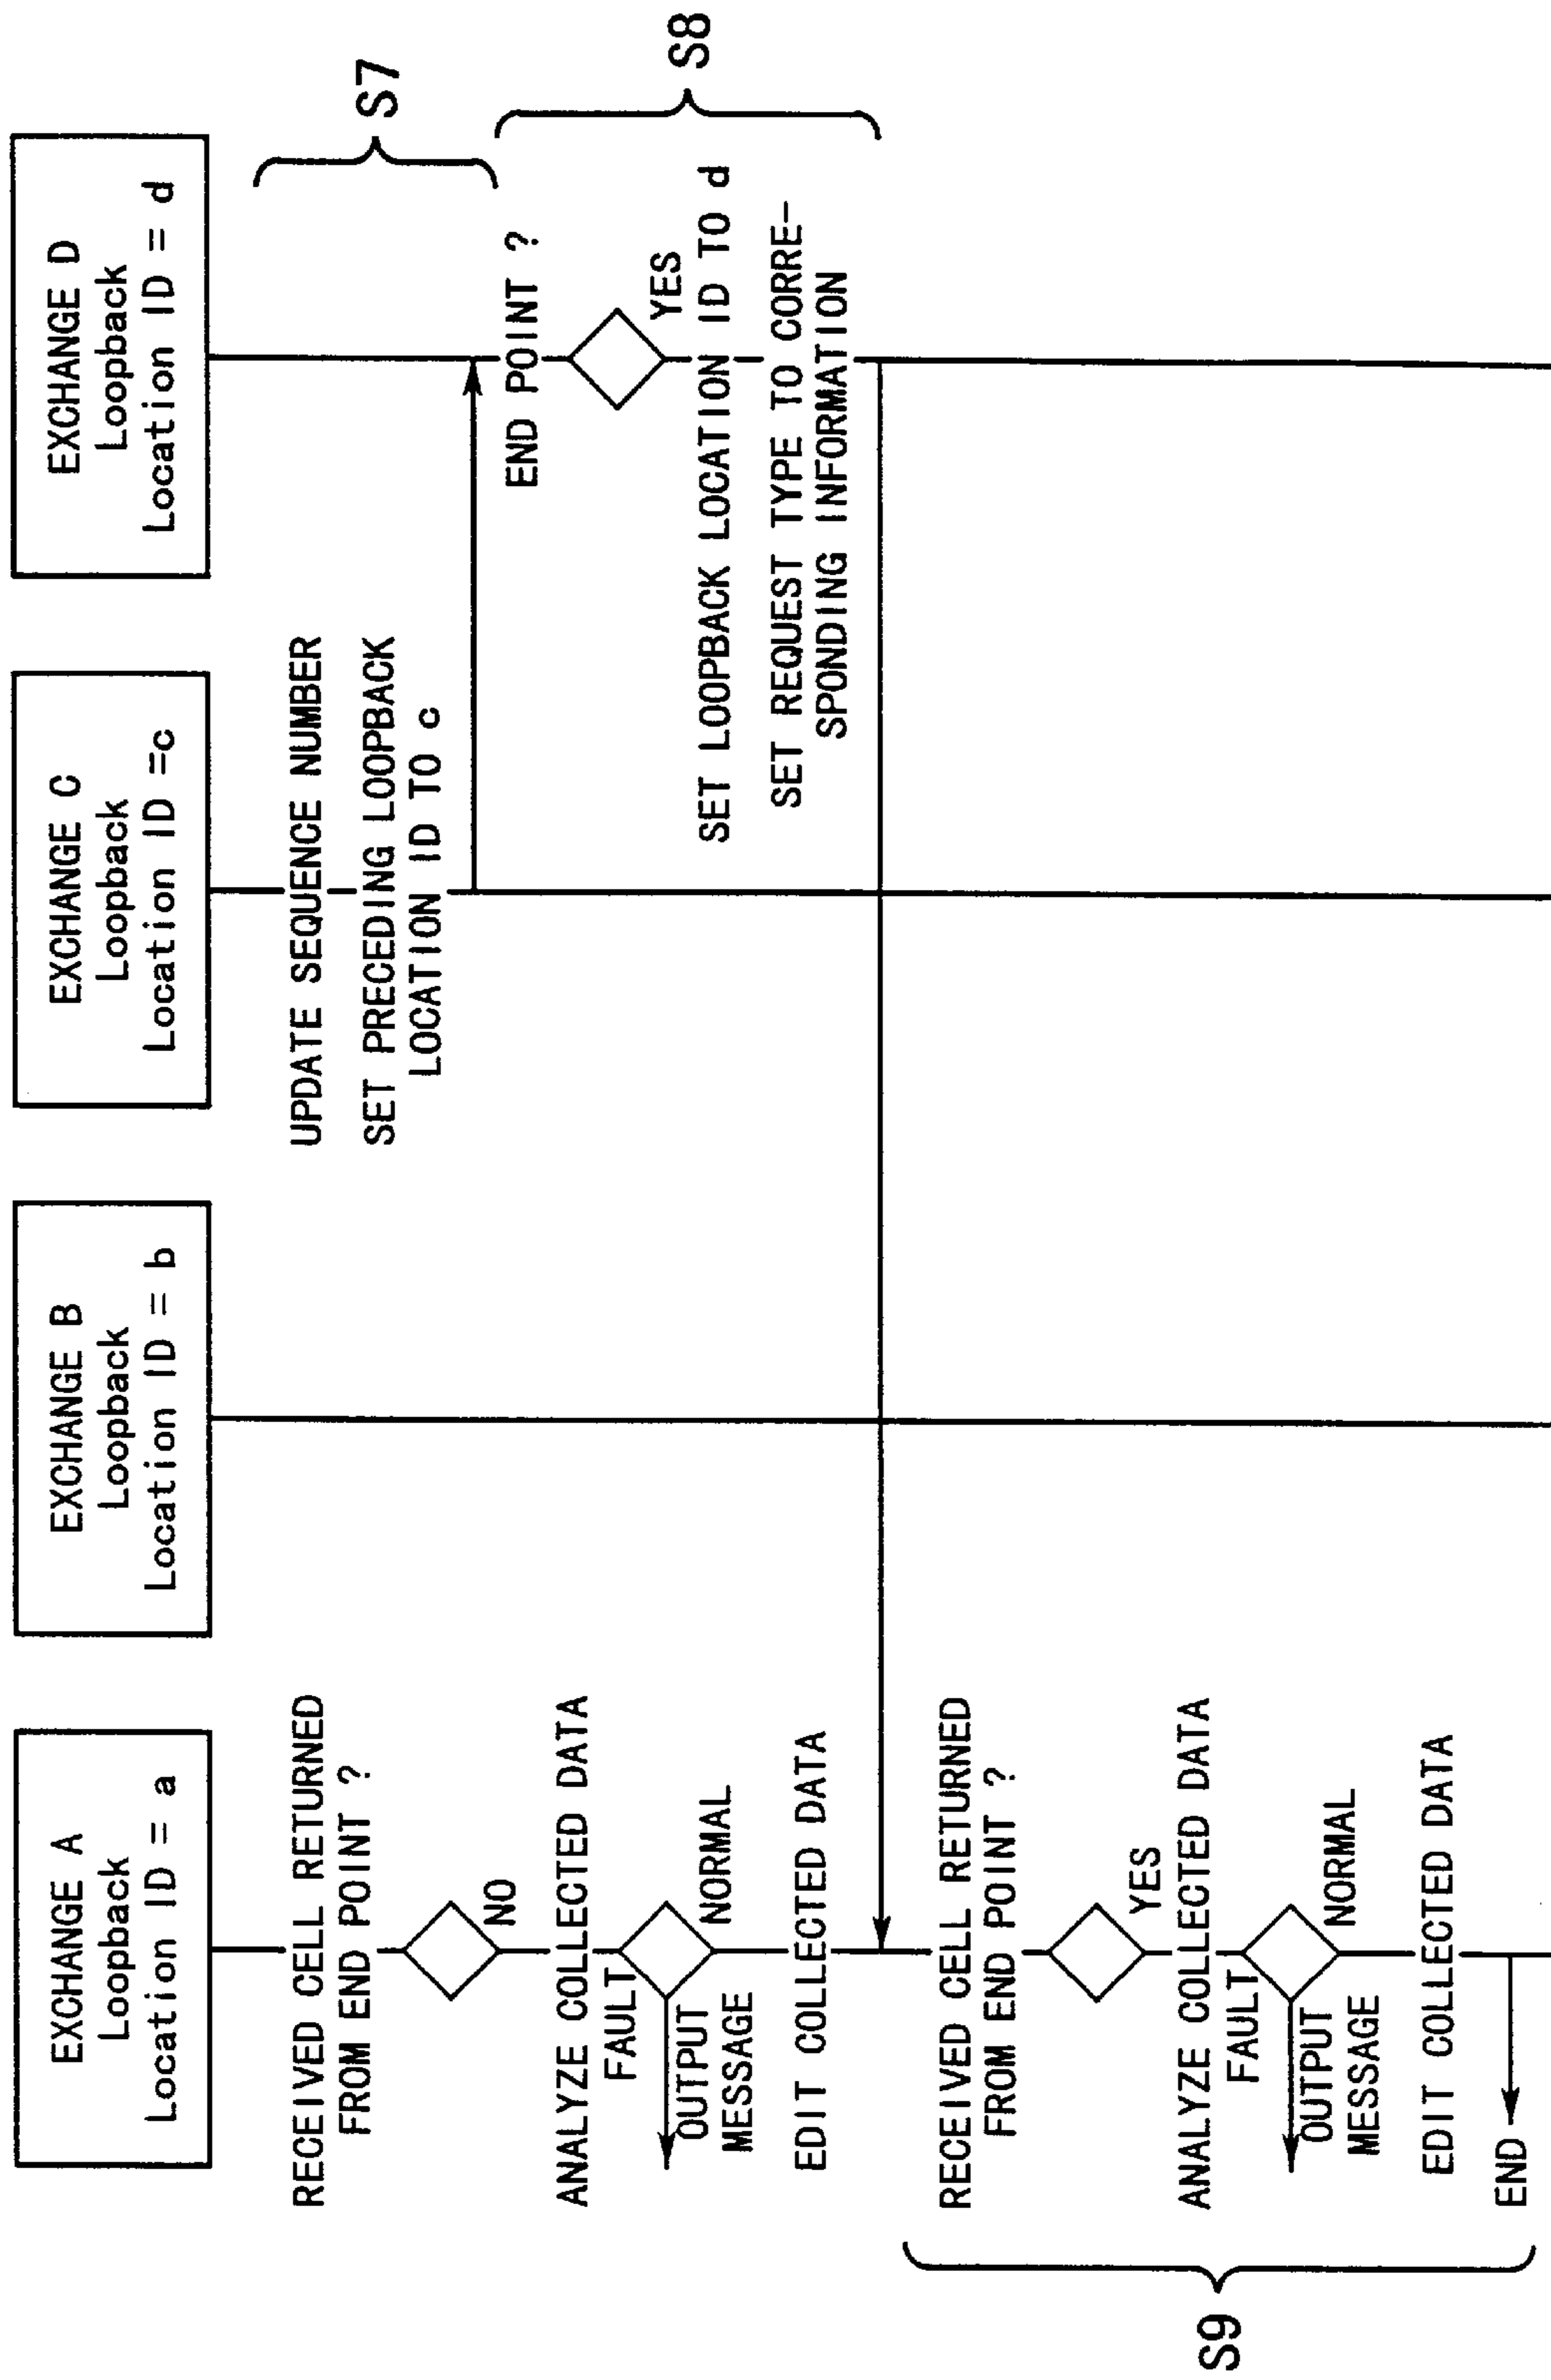 EXCHANGE A
Loopback
Location ID = a
EXCHANGE B
Loopback
Location ID = b
EXCHANGE C
Loopback
Location ID =c
EXCHANGE D
Loopback
Location ID = d
RECEIVED CELL RETURNED
FROM END POINT ?
NO
ANALYZE COLLECTED DATA
FAULT
NORMAL
OUTPUT
MESSAGE
EDIT COLLECTED DATA
UPDATE SEQUENCE NUMBER
SET PRECEDING LOOPBACK
LOCATION ID TO c
S7
END POINT ?
YES
SET LOOPBACK LOCATION ID TO d
SET REQUEST TYPE TO CORRE-
SPONDING INFORMATION
S8
RECEIVED CELL RETURNED
FROM END POINT ?
YES
ANALYZE COLLECTED DATA
FAULT
NORMAL
OUTPUT
MESSAGE
EDIT COLLECTED DATA
END
S9